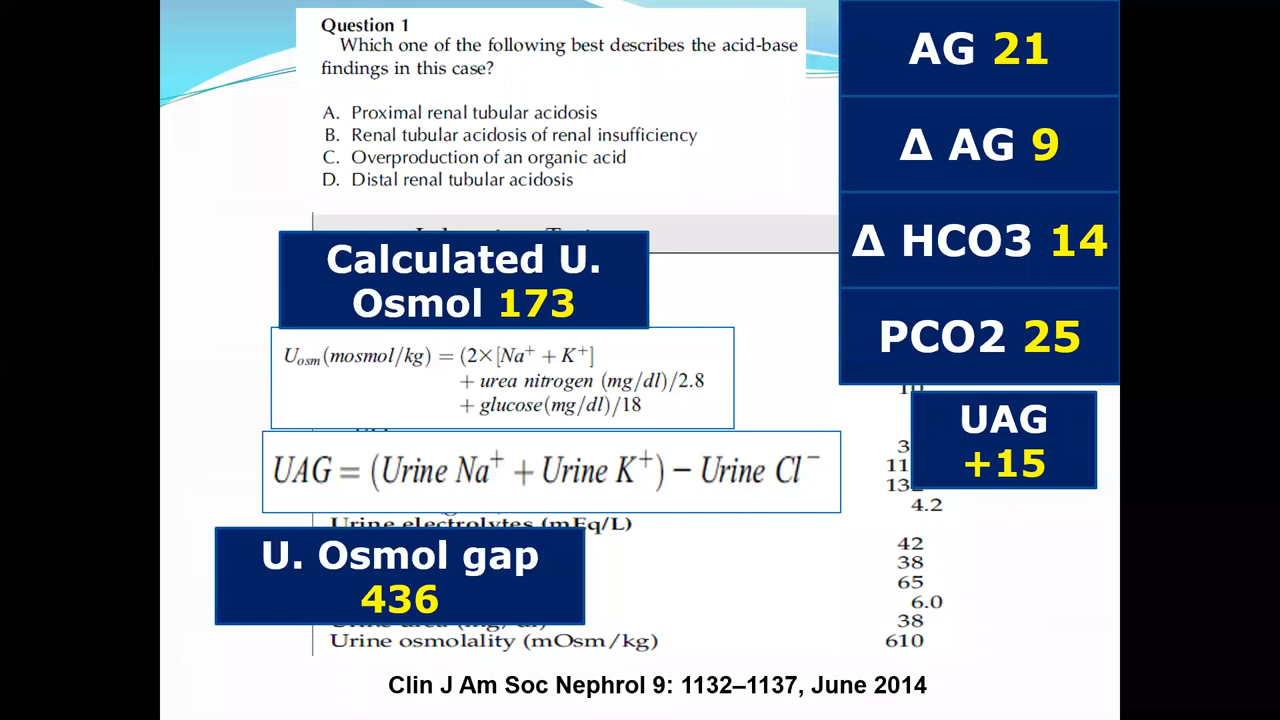 Question 1
Which one of the following best describes the acid-base
findings in this case?
A. Proximal renal tubular acidosis
B. Renal tubular acidosis of renal insufficiency
C. Overproduction of an organic acid
D. Distal renal tubular acidosis
AG 21
Δ AG 9
Δ HCO3 14
PCO2 25
Calculated U.
Osmol 173
Uosm(mosmol/kg) = (2×[Na+ + K+]
+ urea nitrogen (mg/dl)/2.8
+ glucose(mg/dl)/18
UAG
+15
UAG = (Urine Na+ + Urine K+) − Urine Cl−
4.2
Urine electrolytes (mEq/L)
42
38
65
6.0
38
U. Osmol gap
436
Urine osmolality (mOsm/kg) 610
Clin J Am Soc Nephrol 9: 1132–1137, June 2014